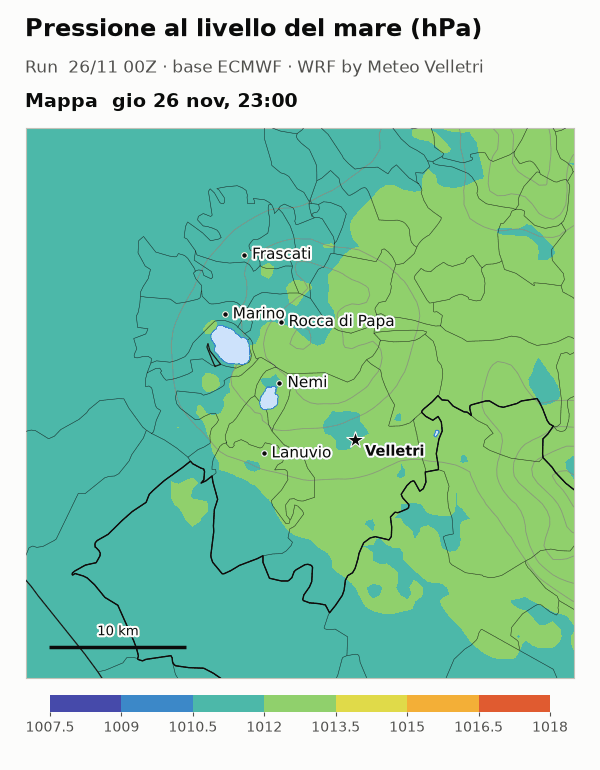 Pressione al livello del mare (hPa)
Run  26/11 00Z · base ECMWF · WRF by Meteo Velletri
Mappa  gio 26 nov, 23:00
Frascati
Marino
Rocca di Papa
Nemi
Velletri
Lanuvio
10 km
1007.5 1009 1010.5 1012 1013.5 1015 1016.5 1018